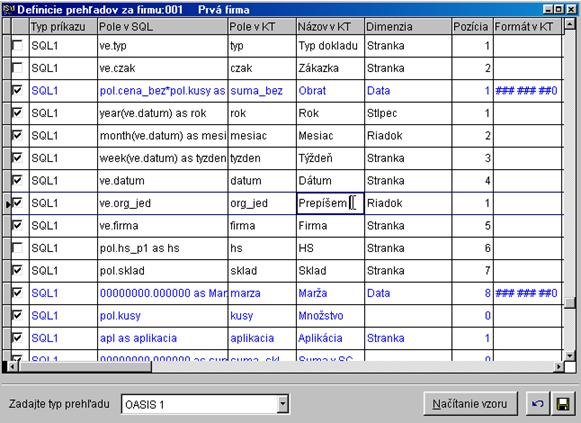 Definicie prehľadov za firmu:001 Prvá firma
Typ príkazu Pole v SQL Pole v KT Názov v KT Dimenzia Pozícia Formát v KT
SQL1 ve.typ typ Typ dokladu Stranka 1
SQL1 ve.czak czak Zákazka Stranka 2
SQL1 pol.cena_bez*pol.kusy as suma_bez Obrat Data 1 ### ### ##0
SQL1 year(ve.datum) as rok rok Rok Stlpec 1
SQL1 month(ve.datum) as mesi mesiac Mesiac Riadok 2
SQL1 week(ve.datum) as tyzden tyzden Týždeň Stranka 3
SQL1 ve.datum datum Dátum Stranka 4
SQL1 ve.org_jed org_jed Prepíšem Riadok 1
SQL1 ve.firma firma Firma Stranka 5
SQL1 pol.hs_p1 as hs hs HS Stranka 6
SQL1 pol.sklad sklad Sklad Stranka 7
SQL1 00000000.000000 as Mar marza Marža Data 8 ### ### ##0
SQL1 pol.kusy kusy Množstvo 0
SQL1 apl as aplikacia aplikacia Aplikácia Stranka 1
SQL1 00000000.000000 as sum suma_skl Suma v SC 0
Zadajte typ prehľadu OASIS 1 Načítanie vzoru